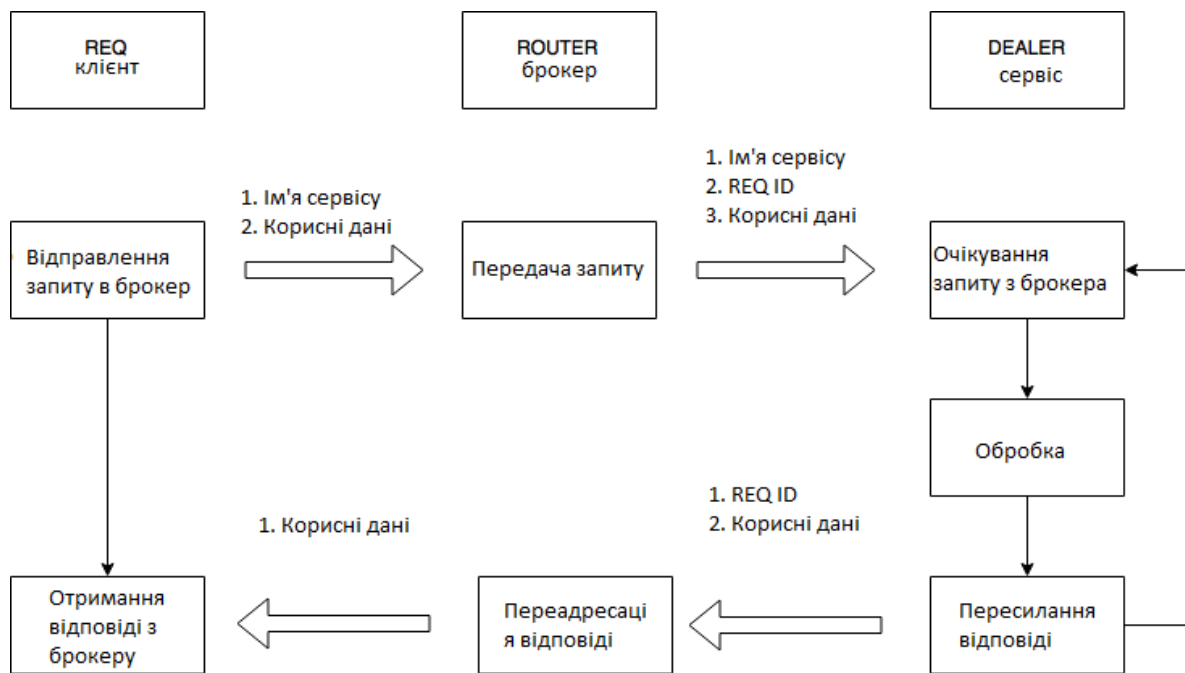 REQ
клієнт
ROUTER
брокер
DEALER
сервіс
1. Ім'я сервісу
2. REQ ID
3. Корисні дані
1. Ім'я сервісу
2. Корисні дані
Відправлення
запиту в брокер
Передача запиту
Очікування
запиту з брокера
Обробка
1. REQ ID
2. Корисні дані
1. Корисні дані
Отримання
відповіді з
брокеру
Переадресаці
я відповіді
Пересилання
відповіді